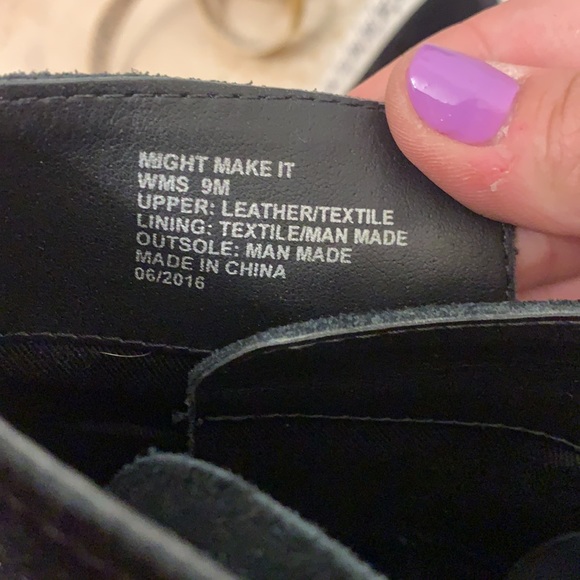 MIGHT MAKE IT
WMS 9M
UPPER: LEATHER/TEXTILE
LINING: TEXTILE/MAN MADE
OUTSOLE: MAN MADE
MADE IN CHINA
06/2016